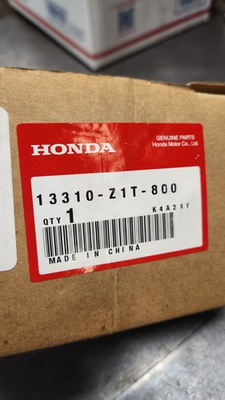 HONDA
GENUINE PARTS
Honda Motor Co., Ltd.
13310-Z1T-800
QTY 1
K4A21Y
MADE IN CHINA